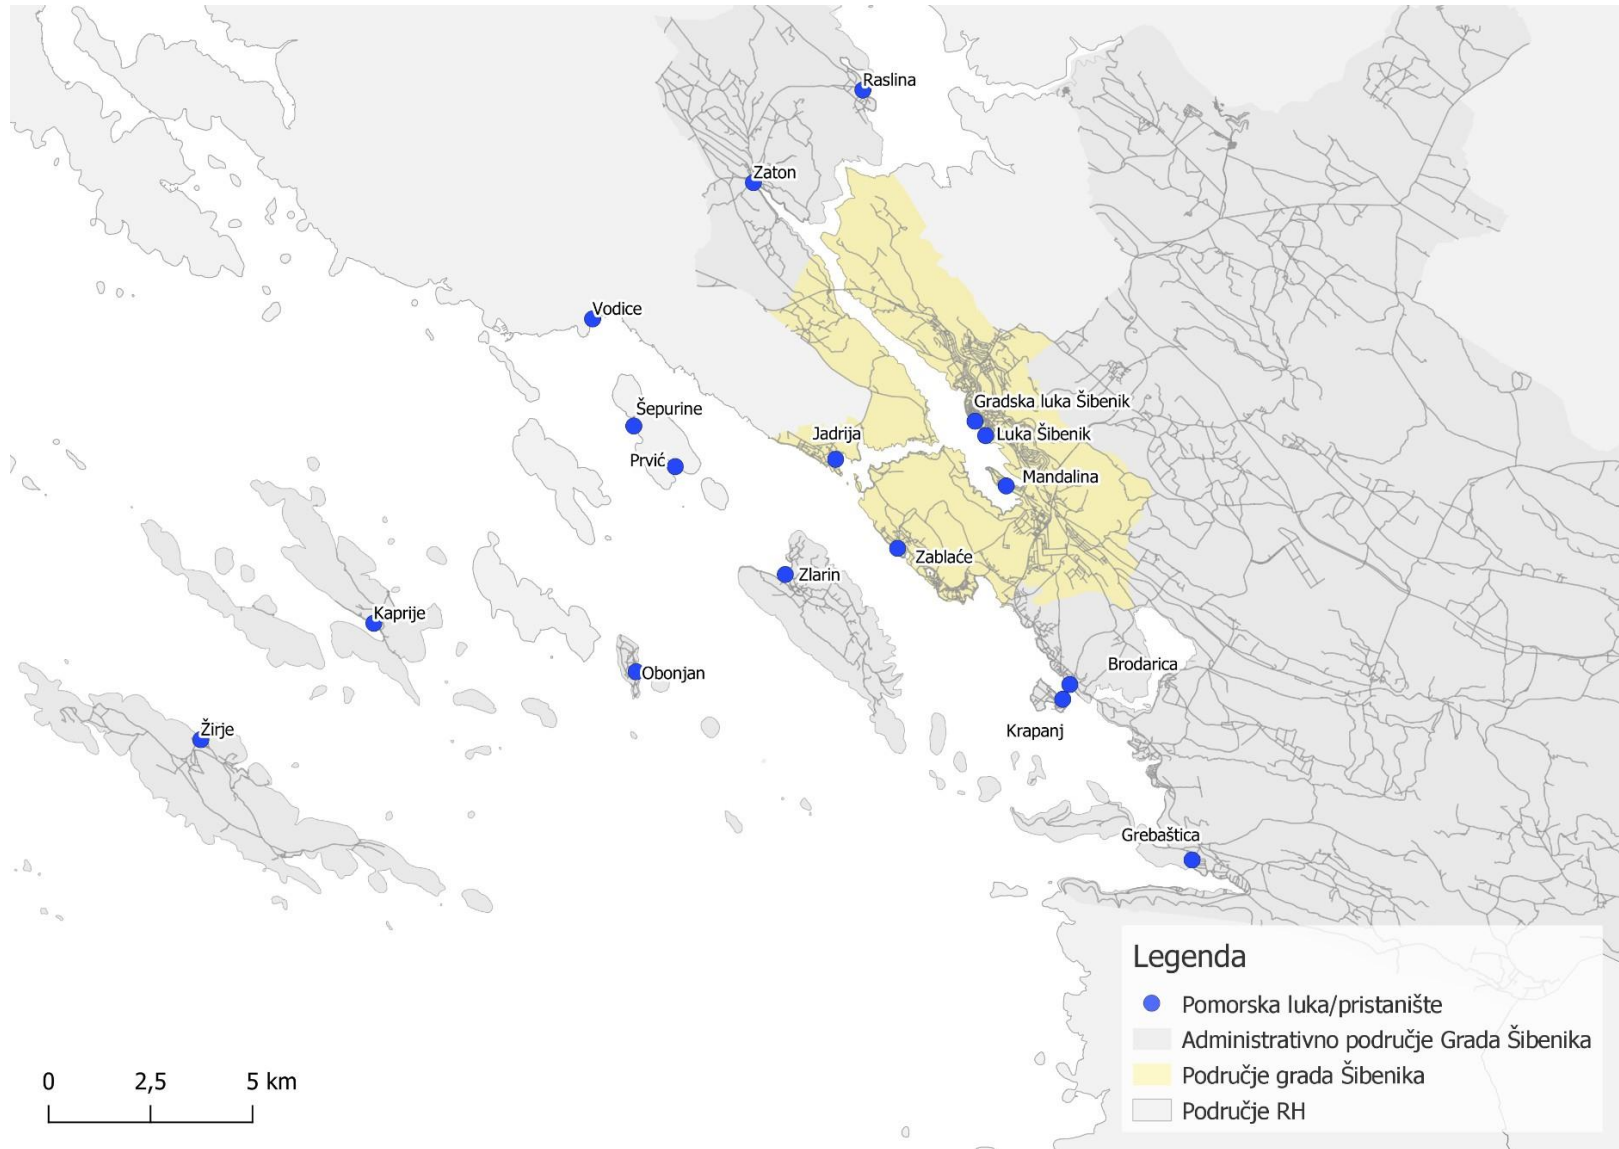 Raslina
Zaton
Vodice
Šepurine
Gradska luka Šibenik
Jadrija
Luka Šibenik
Prvić
Mandalina
Zablaće
Zlarin
Kaprije
Brodarica
Obonjan
Žirje
Krapanj
Grebaštica
Legenda
Pomorska luka/pristanište
Administrativno područje Grada Šibenika
Područje grada Šibenika
Područje RH
0 2,5 5 km